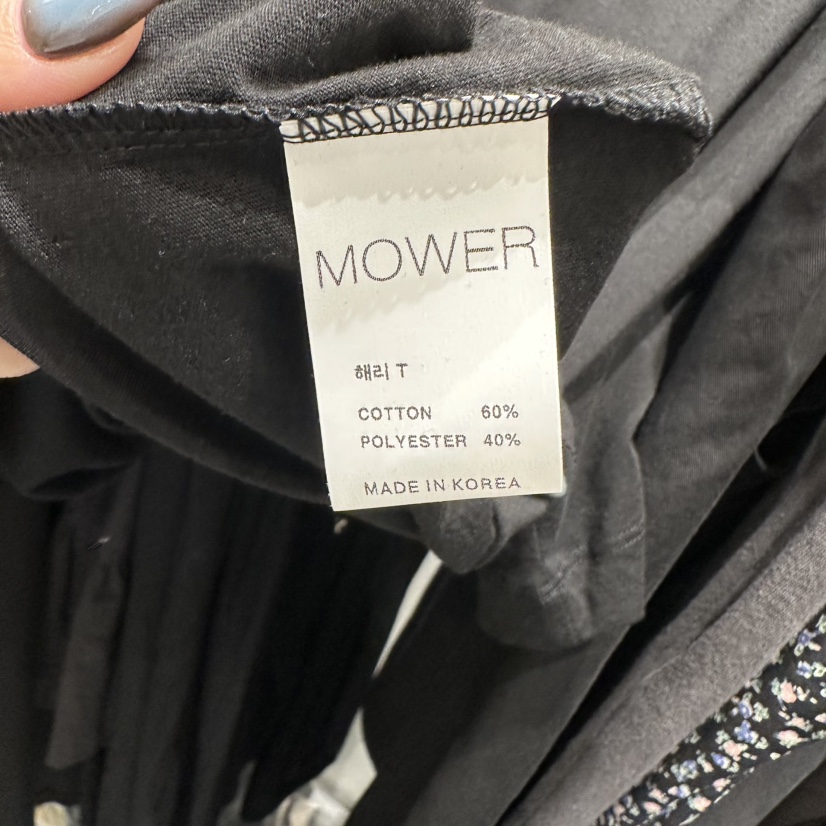 MOWER
해리 T
COTTON 60%
POLYESTER 40%
MADE IN KOREA